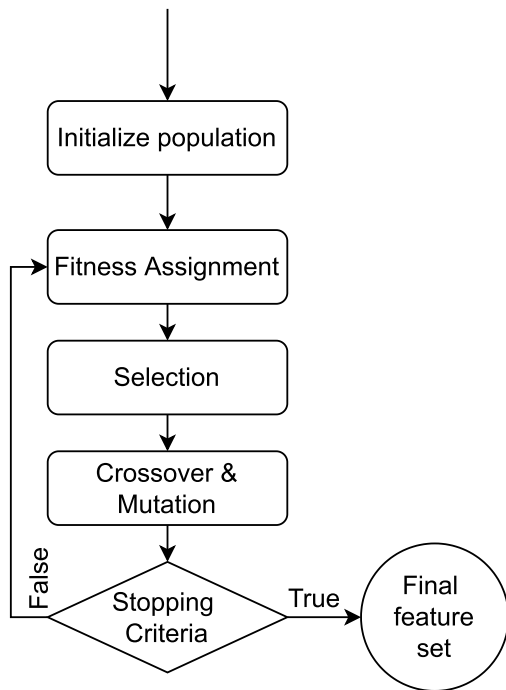 Initialize population
Fitness Assignment
Selection
Crossover &
Mutation
False
Stopping
Criteria
True
Final
feature
set